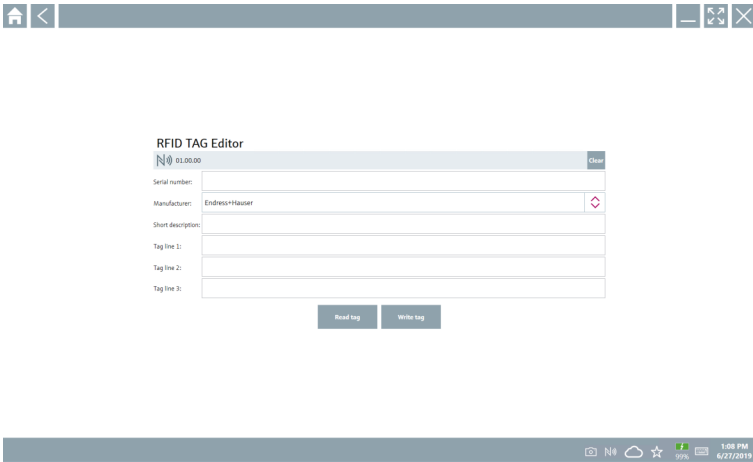 RFID TAG Editor
01.00.00
Clear
Serial number:
Manufacturer: Endress+Hauser
Short description:
Tag line 1:
Tag line 2:
Tag line 3:
Read tag Write tag
99%
1:08 PM
6/27/2019